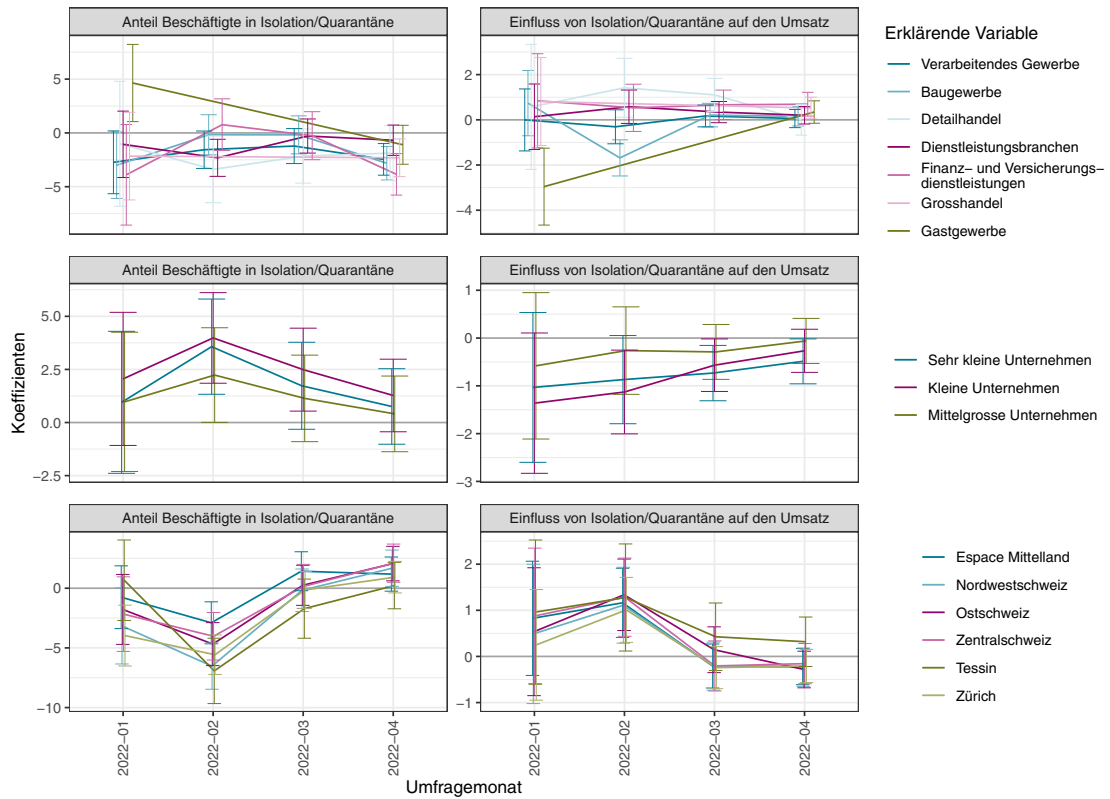 Anteil Beschäftigte in Isolation/Quarantäne
Einfluss von Isolation/Quarantäne auf den Umsatz
5
0
−5
2
0
−2
−4
Erklärende Variable
Verarbeitendes Gewerbe
Baugewerbe
Detailhandel
Dienstleistungsbranchen
Finanz− und Versicherungs−
dienstleistungen
Grosshandel
Gastgewerbe
Koeffizienten
Anteil Beschäftigte in Isolation/Quarantäne
Einfluss von Isolation/Quarantäne auf den Umsatz
5.0
2.5
0.0
−2.5
1
0
−1
−2
−3
Sehr kleine Unternehmen
Kleine Unternehmen
Mittelgrosse Unternehmen
Anteil Beschäftigte in Isolation/Quarantäne
Einfluss von Isolation/Quarantäne auf den Umsatz
0
−5
−10
2
1
0
−1
Espace Mittelland
Nordwestschweiz
Ostschweiz
Zentralschweiz
Tessin
Zürich
2022−01
2022−02
2022−03
2022−04
2022−01
2022−02
2022−03
2022−04
Umfragemonat